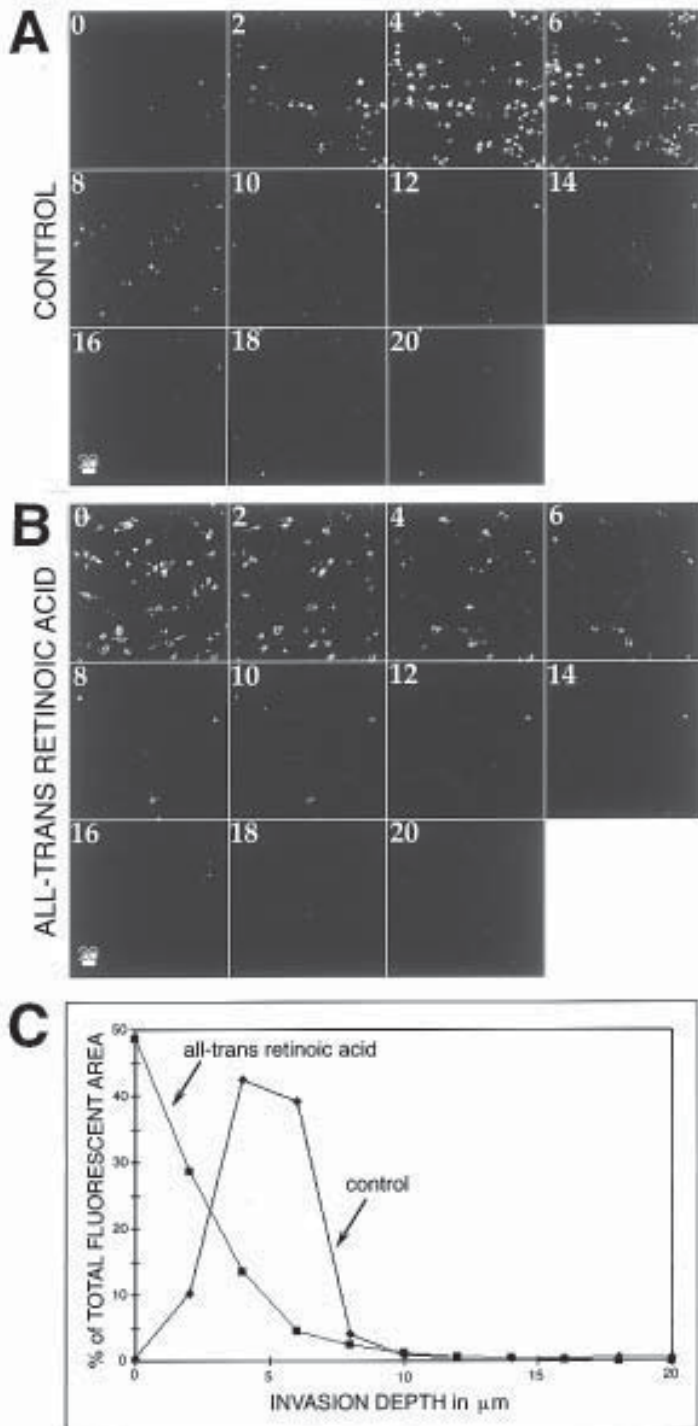 A
CONTROL
0 2 4 6
8 10 12 14
16 18 20
B
ALL-TRANS RETINOIC ACID
0 2 4 6
8 10 12 14
16 18 20
C
% of TOTAL FLUORESCENT AREA
50
40
30
20
10
0
all-trans retinoic acid
control
0 5 10 15 20
INVASION DEPTH in µm